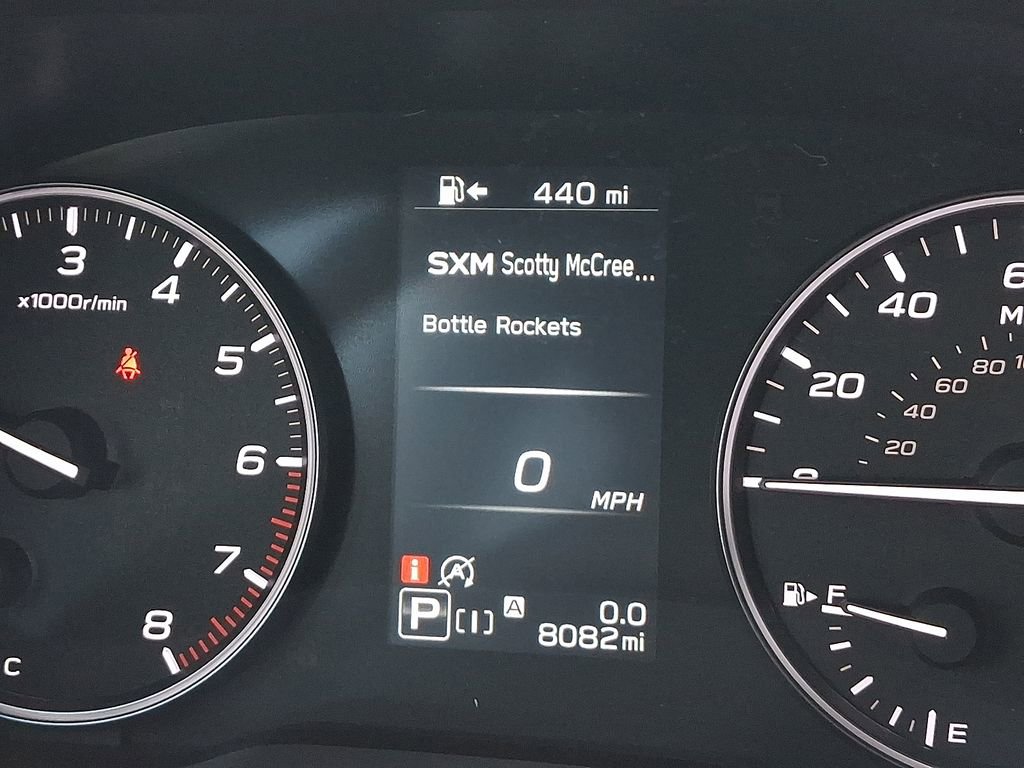 440 mi
SXM Scotty McCree...
Bottle Rockets
0
MPH
i
A
P [I] A 0.0
8082mi
3
4
x1000r/min
5
6
7
8
C
40
20
80
60
40
20
F
E